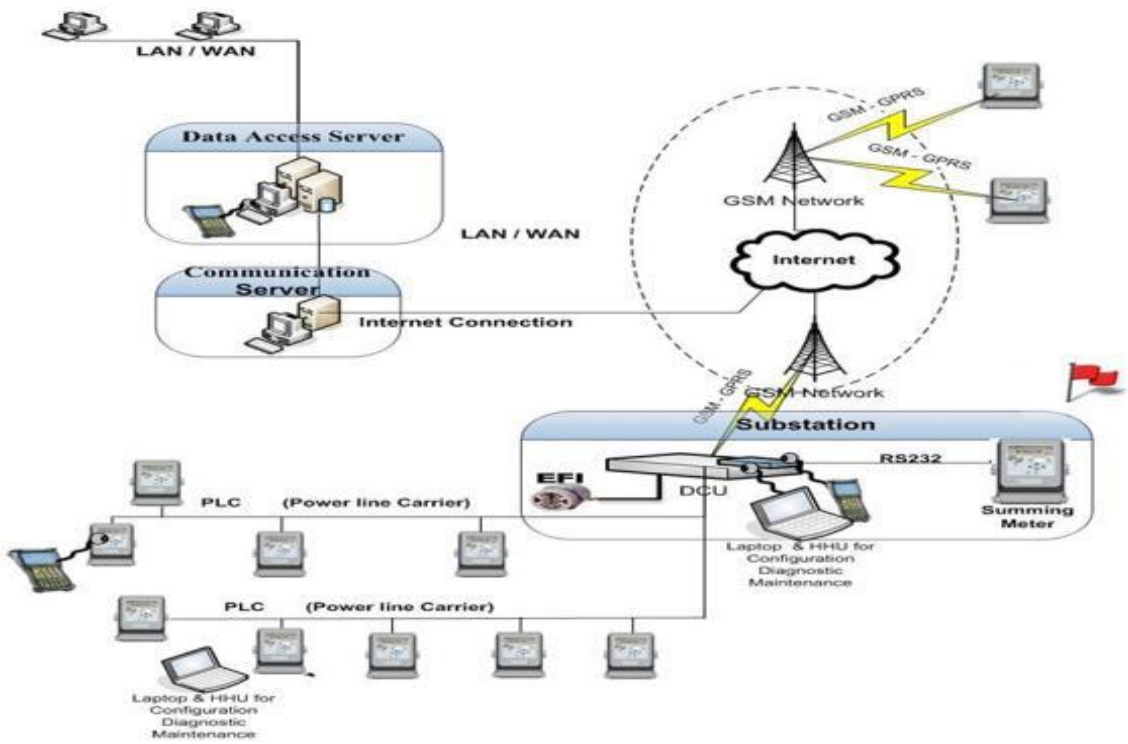 LAN / WAN
Data Access Server
GSM - GPRS
GSM - GPRS
GSM Network
LAN / WAN
Internet
Communication
Server
Internet Connection
GSM - GPRS
GSM Network
Substation
RS232
EFI
DCU
Summing
Meter
PLC (Power line Carrier)
Laptop & HHU for
Configuration
Diagnostic
Maintenance
PLC (Power line Carrier)
Laptop & HHU for
Configuration
Diagnostic
Maintenance